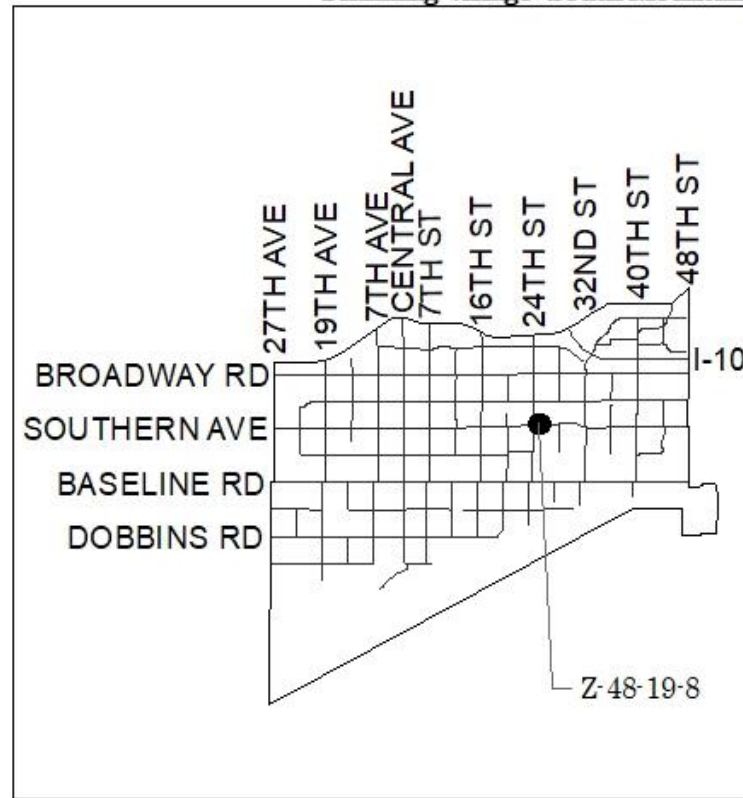 27TH AVE
19TH AVE
7TH AVE
CENTRAL AVE
7TH ST
16TH ST
24TH ST
32ND ST
40TH ST
48TH ST
I-10
BROADWAY RD
SOUTHERN AVE
BASELINE RD
DOBBINS RD
Z-48-19-8